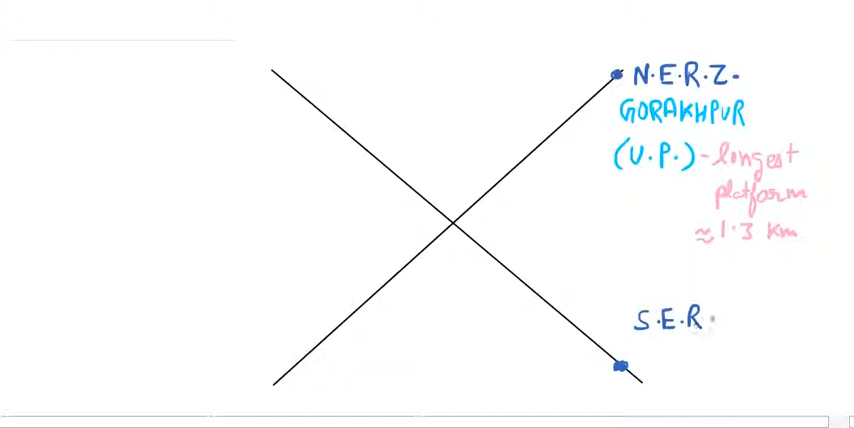 N.E.R.Z.
GORAKHPUR
(U.P.) - longest
platform
≈ 1.3 km
S.E.R.